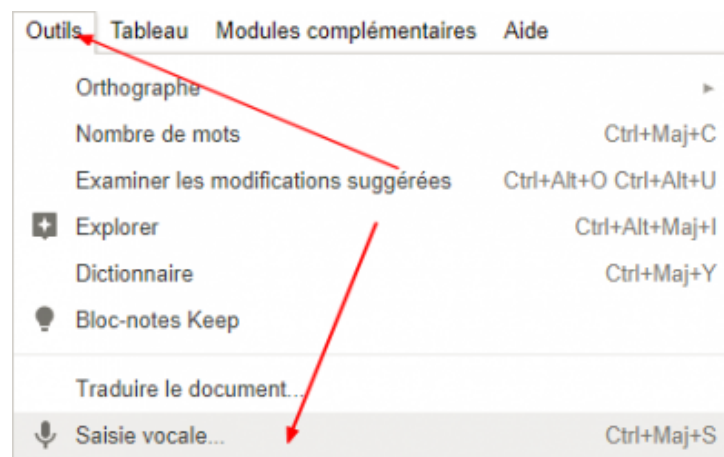 Outils Tableau Modules complémentaires Aide
Orthographe
Nombre de mots Ctrl+Maj+C
Examiner les modifications suggérées Ctrl+Alt+O Ctrl+Alt+U
Explorer Ctrl+Alt+Maj+I
Dictionnaire Ctrl+Maj+Y
Bloc-notes Keep
Traduire le document...
Saisie vocale... Ctrl+Maj+S